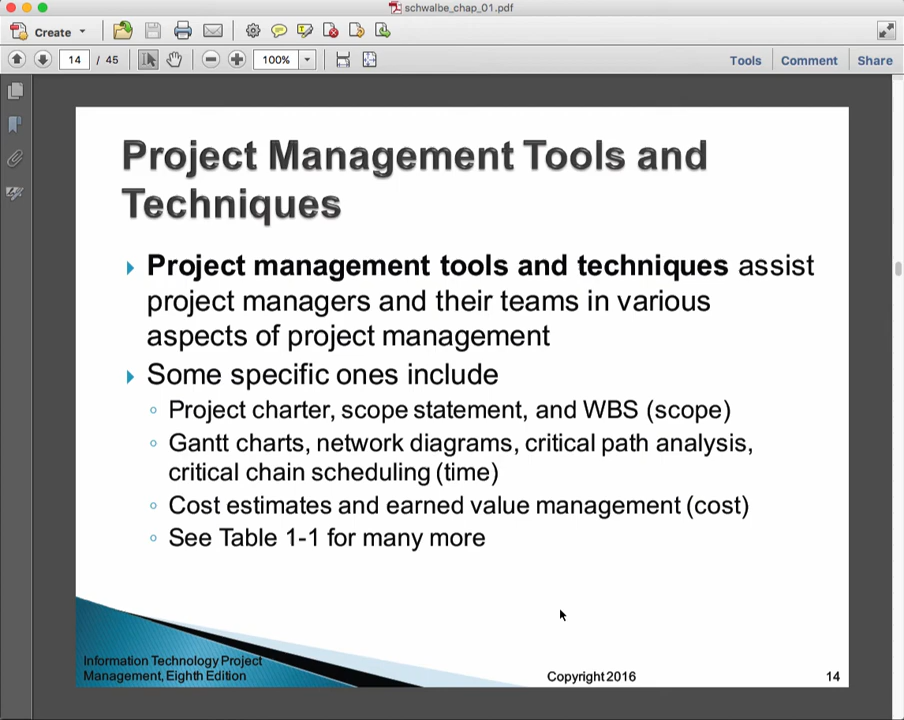 schwalbe_chap_01.pdf
Create
14 / 45
100%
Tools Comment Share
Project Management Tools and
Techniques
Project management tools and techniques assist
project managers and their teams in various
aspects of project management
Some specific ones include
Project charter, scope statement, and WBS (scope)
Gantt charts, network diagrams, critical path analysis,
critical chain scheduling (time)
Cost estimates and earned value management (cost)
See Table 1-1 for many more
Information Technology Project
Management, Eighth Edition
Copyright 2016
14